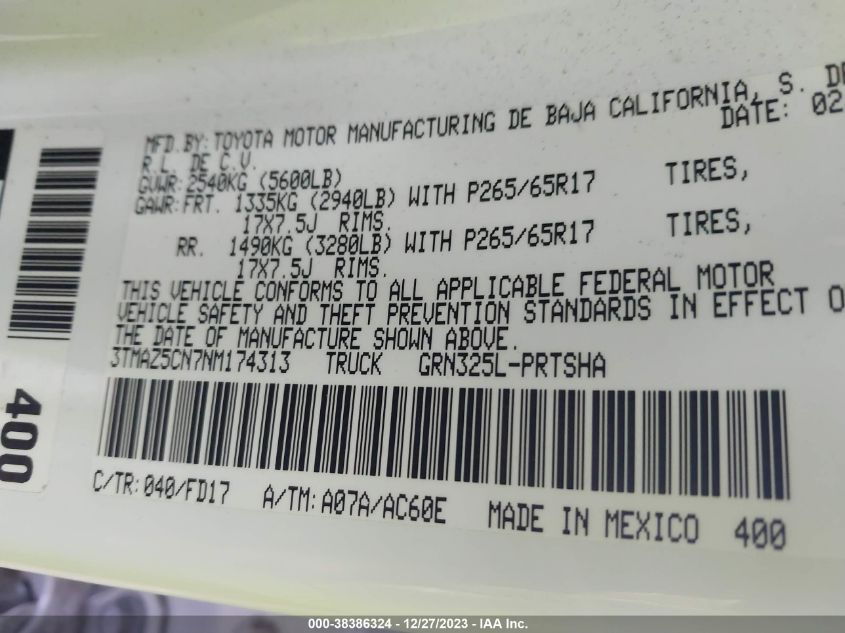 MFD.BY: TOYOTA MOTOR MANUFACTURING DE BAJA CALIFORNIA, S. DE
R.L. DE C.V. DATE: 02
GVWR: 2540KG (5600LB)
GAWR: FRT. 1335KG (2940LB) WITH P265/65R17 TIRES,
17X7.5J RIMS.
RR. 1490KG (3280LB) WITH P265/65R17 TIRES,
17X7.5J RIMS.
THIS VEHICLE CONFORMS TO ALL APPLICABLE FEDERAL MOTOR
VEHICLE SAFETY AND THEFT PREVENTION STANDARDS IN EFFECT O
THE DATE OF MANUFACTURE SHOWN ABOVE.
3TMAZ5CN7NM174313 TRUCK GRN325L-PRTSHA
C/TR: 040/FD17 A/TM: A07A/AC60E MADE IN MEXICO 400
400
000-38386324 - 12/27/2023 - IAA Inc.